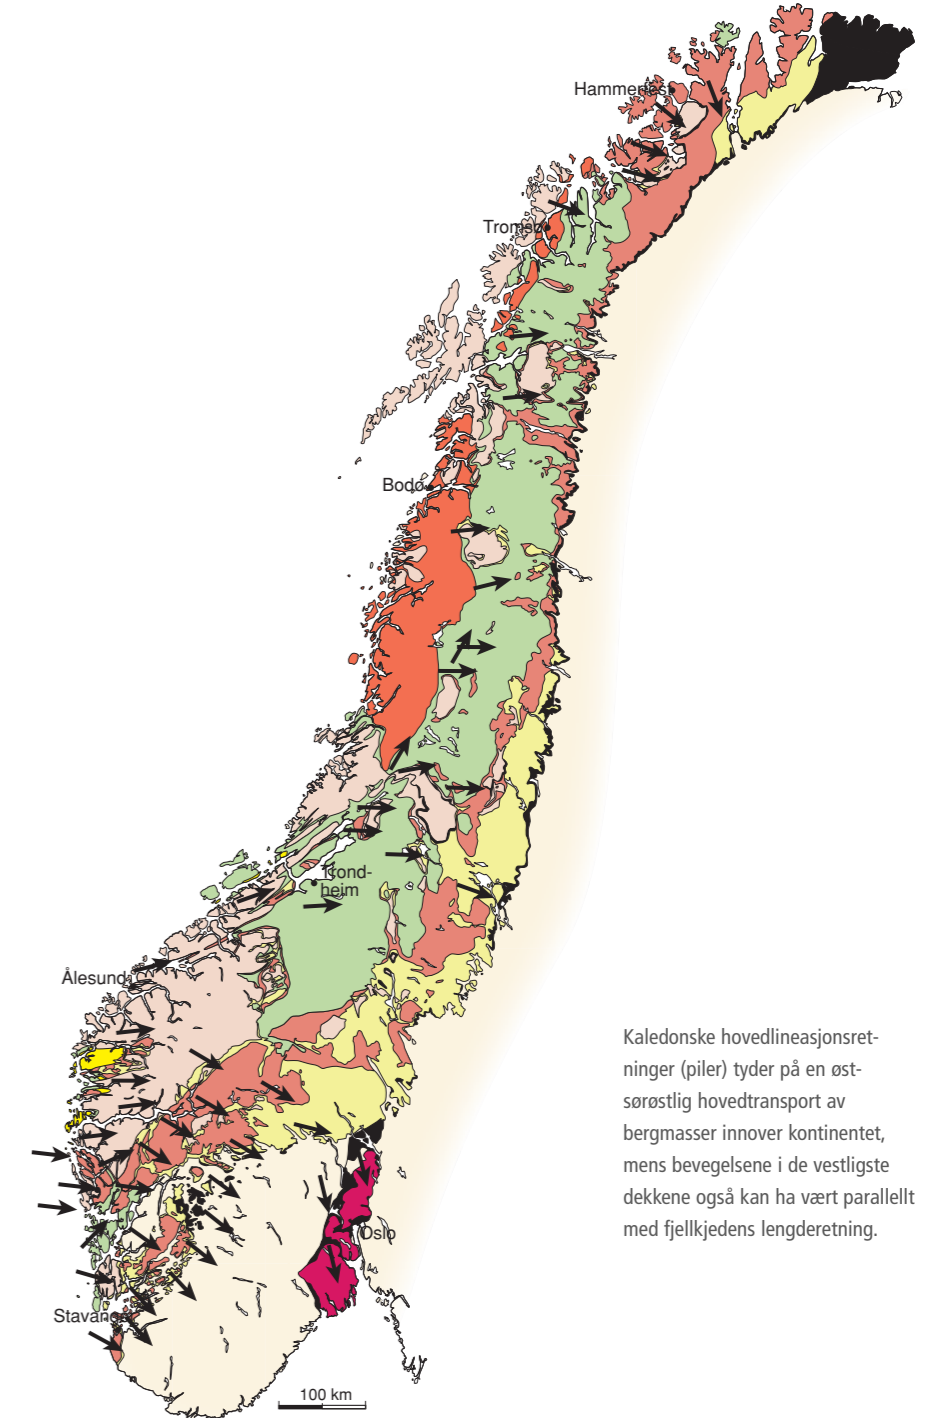 Hammerfest
Tromsø
Bodø
Trond-
heim
Ålesund
Kaledonske hovedlineasjonsret-
ninger (piler) tyder på en øst-
sørøstlig hovedtransport av
bergmasser innover kontinentet,
mens bevegelsene i de vestligste
dekkene også kan ha vært parallellt
med fjellkjedens lengderetning.
Oslo
Stavanger
100 km